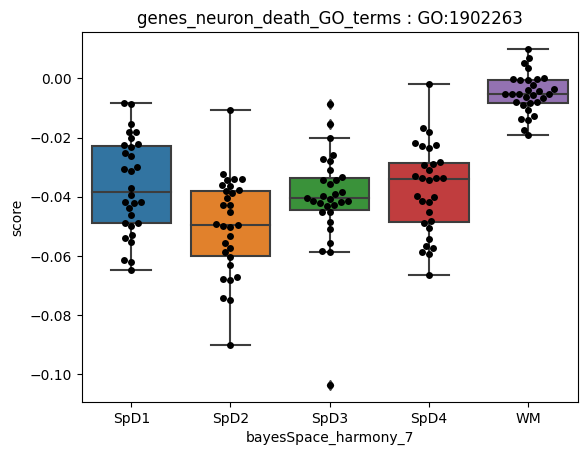 genes_neuron_death_GO_terms : GO:1902263
score
0.00
−0.02
−0.04
−0.06
−0.08
−0.10
SpD1 SpD2 SpD3 SpD4 WM
bayesSpace_harmony_7